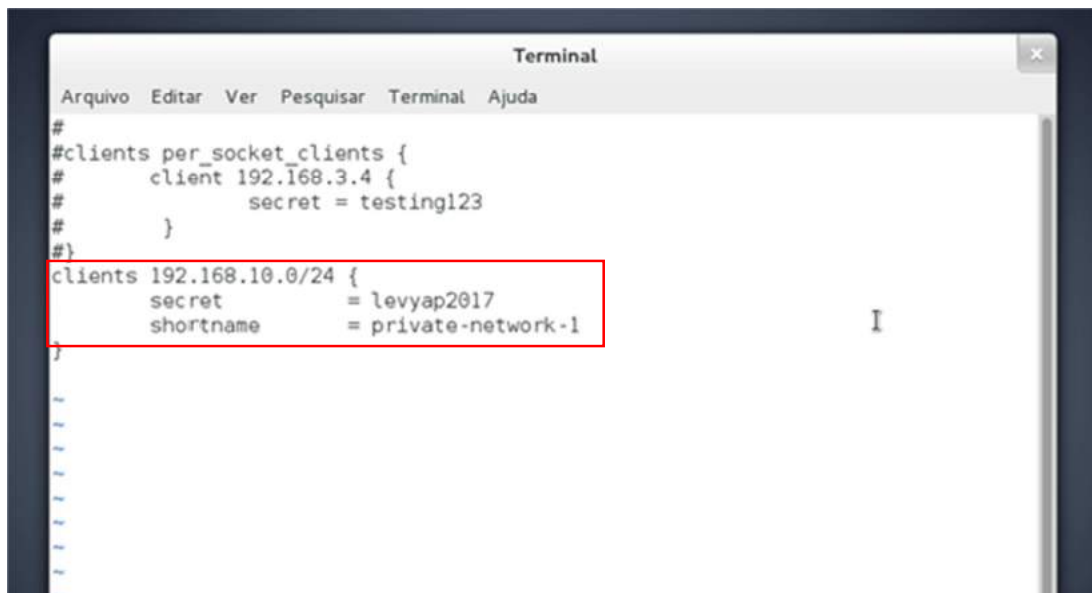 Terminal
Arquivo Editar Ver Pesquisar Terminal Ajuda
#
#clients per_socket_clients {
#       client 192.168.3.4 {
#               secret = testing123
#       }
#}
clients 192.168.10.0/24 {
        secret          = levyap2017
        shortname       = private-network-1
}
~
~
~
~
~
~
~
~